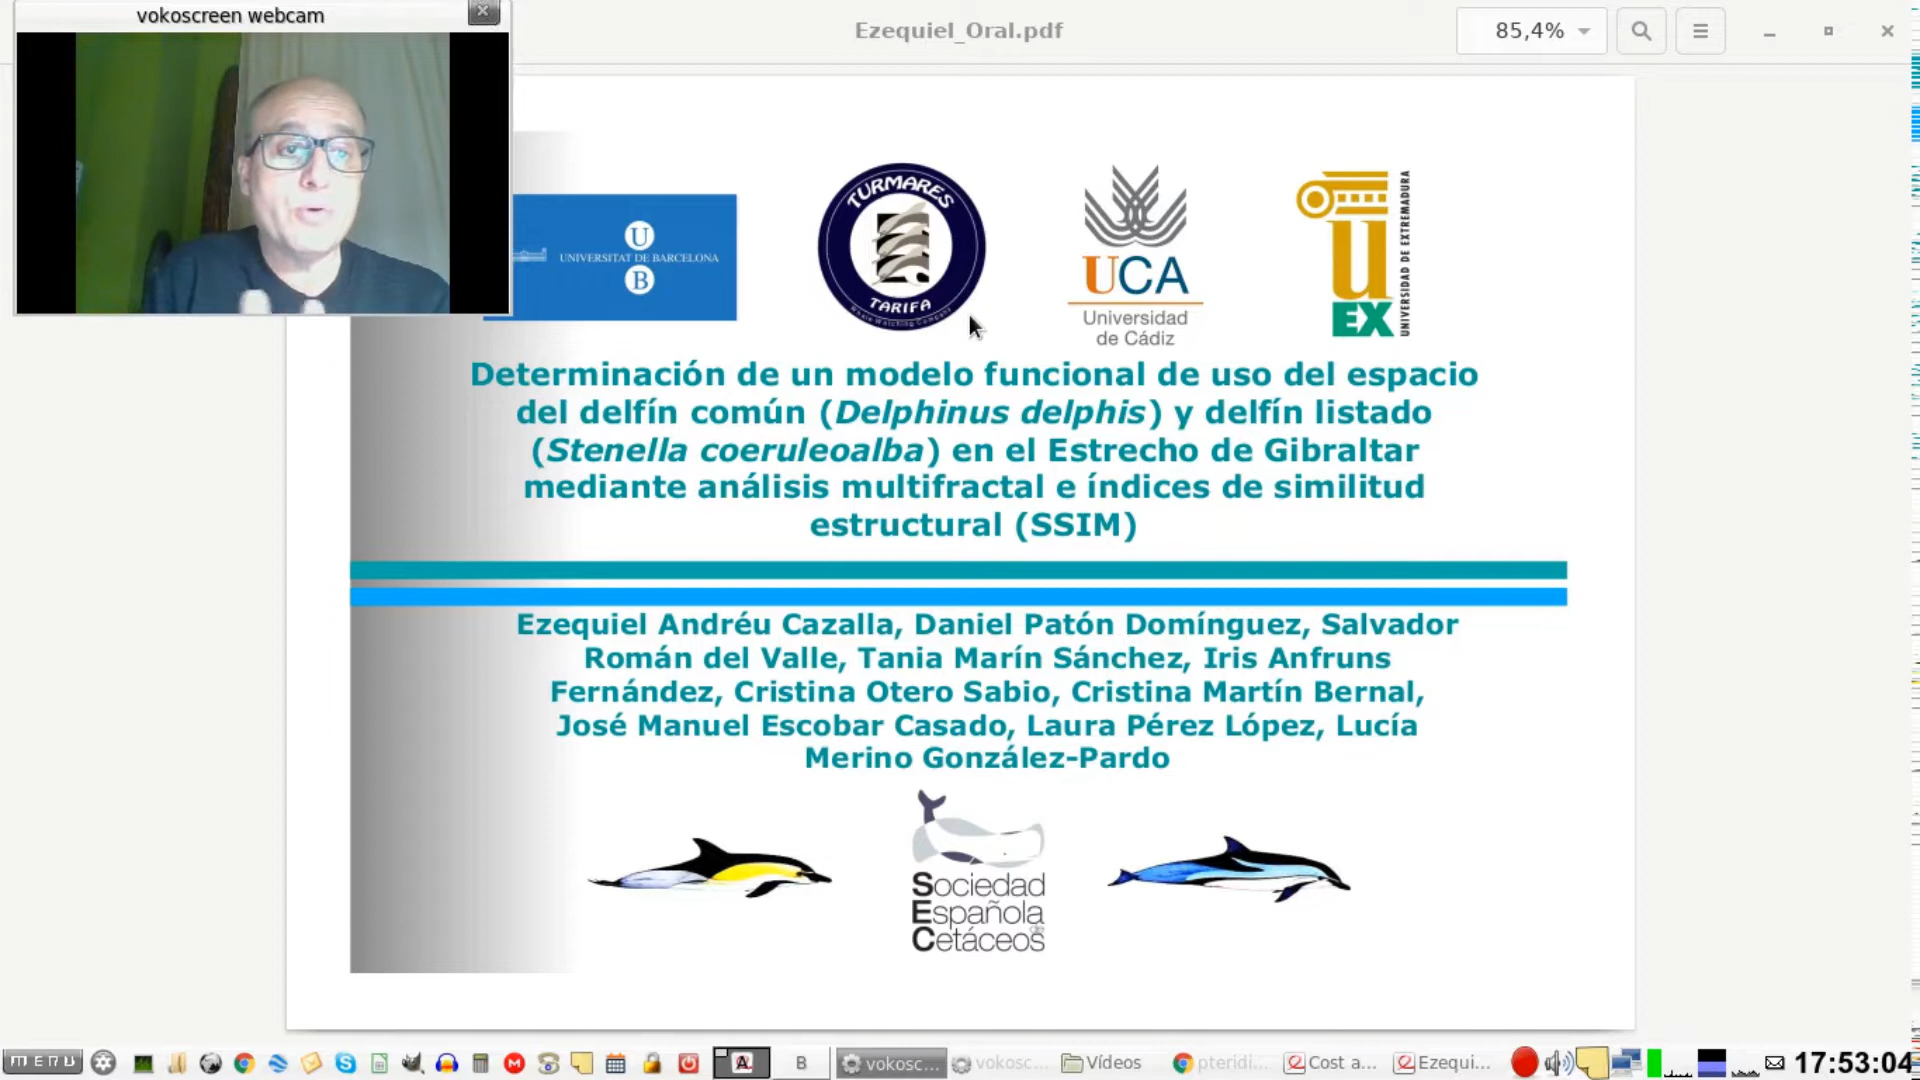 vokoscreen webcam
Ezequiel_Oral.pdf
85,4%
UNIVERSITAT DE BARCELONA
U
B
TURMARES
TARIFA
Whale Watching Company
UCA
Universidad
de Cádiz
U
EX
UNIVERSIDAD DE EXTREMADURA
Determinación de un modelo funcional de uso del espacio
del delfín común (Delphinus delphis) y delfín listado
(Stenella coeruleoalba) en el Estrecho de Gibraltar
mediante análisis multifractal e índices de similitud
estructural (SSIM)
Ezequiel Andréu Cazalla, Daniel Patón Domínguez, Salvador
Román del Valle, Tania Marín Sánchez, Iris Anfruns
Fernández, Cristina Otero Sabio, Cristina Martín Bernal,
José Manuel Escobar Casado, Laura Pérez López, Lucía
Merino González-Pardo
Sociedad
Española
de
Cetáceos
MENU
A
B
vokosc...
vokosc...
Vídeos
pteridi...
Cost a...
Ezequi...
17:53:04